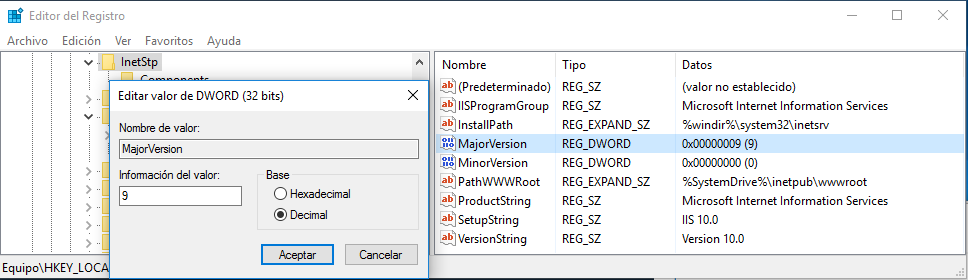 Editor del Registro
Archivo Edición Ver Favoritos Ayuda
InetStp
Components
Editar valor de DWORD (32 bits)
Nombre de valor:
MajorVersion
Información del valor:
9
Base
Hexadecimal
Decimal
Aceptar Cancelar
Nombre Tipo Datos
(Predeterminado) REG_SZ (valor no establecido)
IISProgramGroup REG_SZ Microsoft Internet Information Services
InstallPath REG_EXPAND_SZ %windir%\system32\inetsrv
MajorVersion REG_DWORD 0x00000009 (9)
MinorVersion REG_DWORD 0x00000000 (0)
PathWWWRoot REG_EXPAND_SZ %SystemDrive%\inetpub\wwwroot
ProductString REG_SZ Microsoft Internet Information Services
SetupString REG_SZ IIS 10.0
VersionString REG_SZ Version 10.0
Equipo\HKEY_LOCA